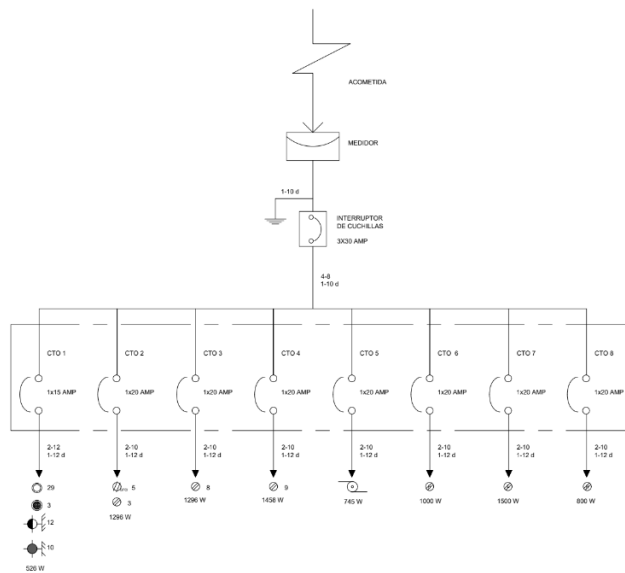 ACOMETIDA
MEDIDOR
1-10 d
INTERRUPTOR
DE CUCHILLAS
3X30 AMP
4-8
1-10 d
CTO 1
CTO 2
CTO 3
CTO 4
CTO 5
CTO 6
CTO 7
CTO 8
1x15 AMP
1x20 AMP
1x20 AMP
1x20 AMP
1x20 AMP
1x20 AMP
1x20 AMP
1x20 AMP
2-12
1-12 d
2-10
1-12 d
2-10
1-12 d
2-10
1-12 d
2-10
1-12 d
2-10
1-12 d
2-10
1-12 d
2-10
1-12 d
29
3
12
10
526 W
5
3
1296 W
8
1296 W
9
1458 W
745 W
1000 W
1500 W
800 W